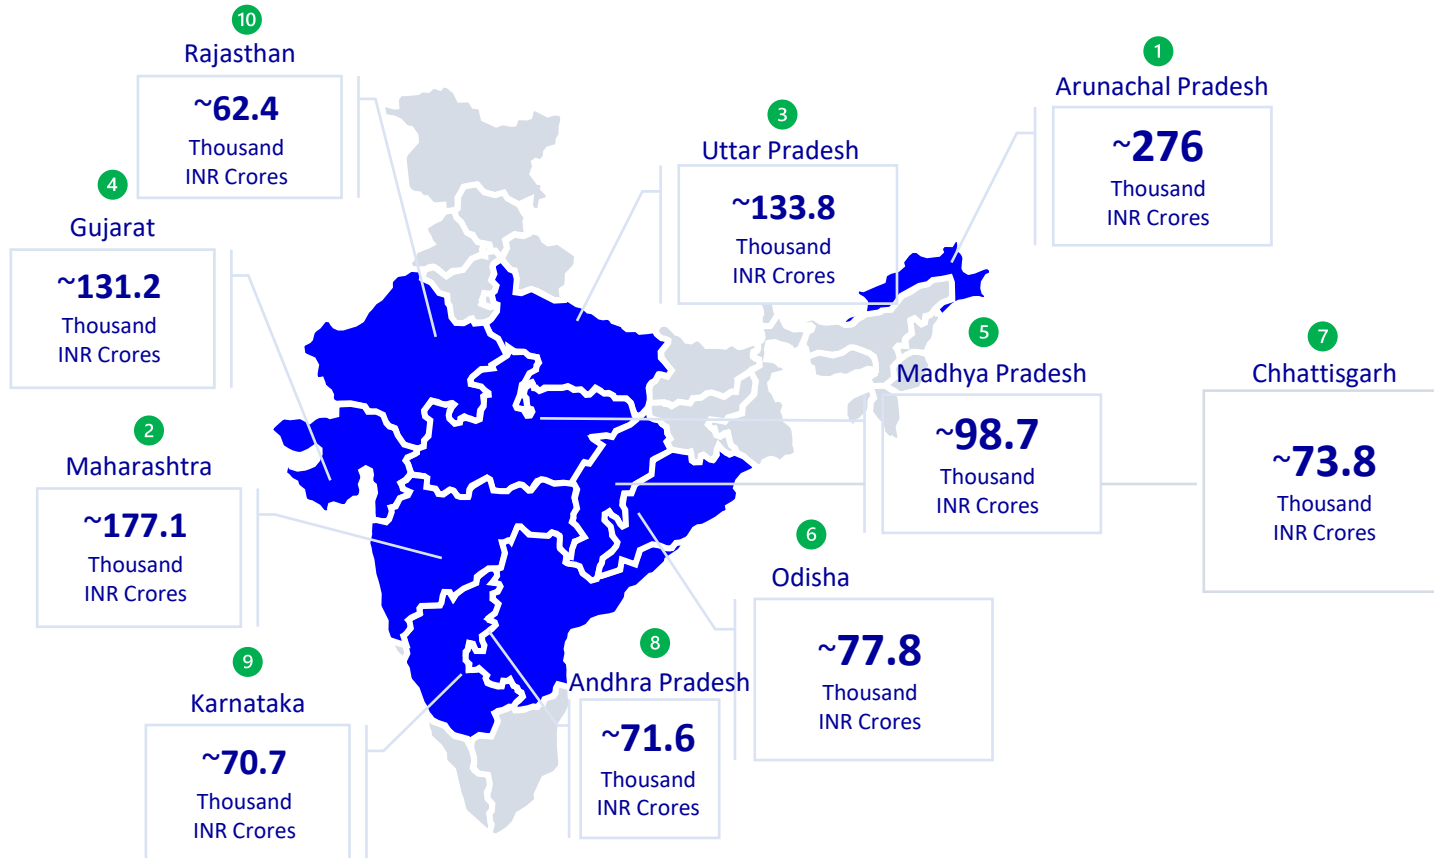 10
Rajasthan
~62.4
Thousand
INR Crores
1
Arunachal Pradesh
~276
Thousand
INR Crores
3
Uttar Pradesh
~133.8
Thousand
INR Crores
4
Gujarat
~131.2
Thousand
INR Crores
5
Madhya Pradesh
~98.7
Thousand
INR Crores
7
Chhattisgarh
~73.8
Thousand
INR Crores
2
Maharashtra
~177.1
Thousand
INR Crores
6
Odisha
~77.8
Thousand
INR Crores
8
Andhra Pradesh
~71.6
Thousand
INR Crores
9
Karnataka
~70.7
Thousand
INR Crores